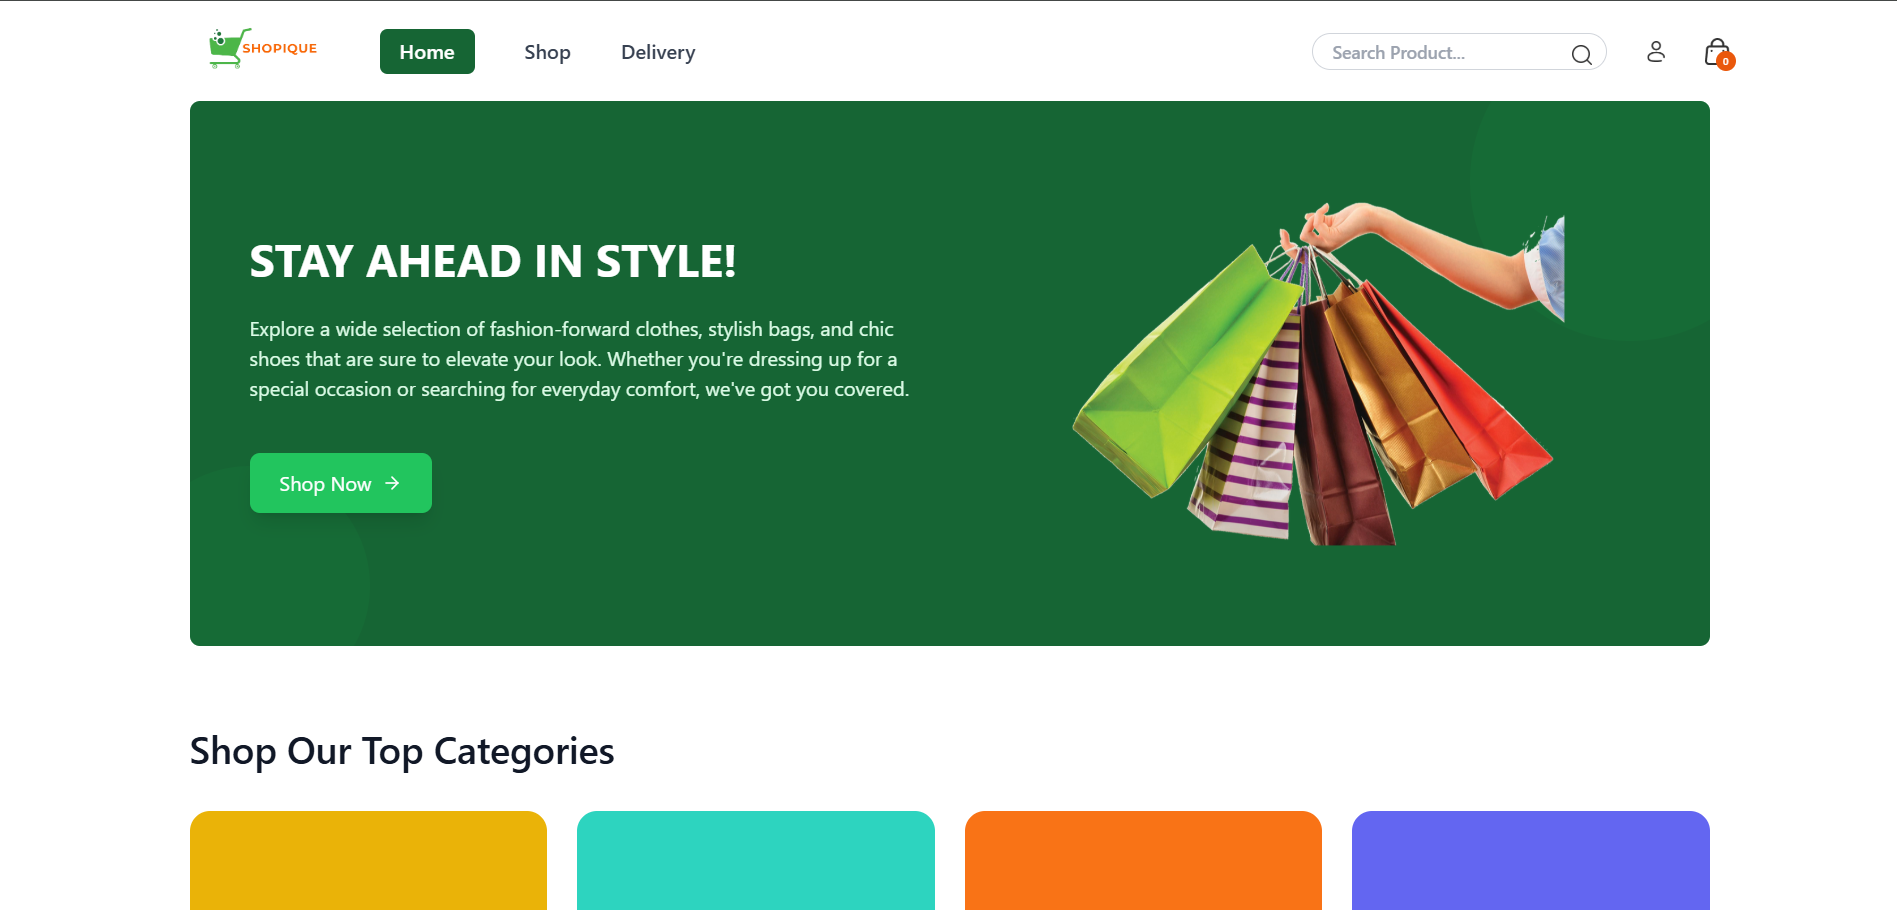 SHOPIQUE
Home
Shop
Delivery
Search Product...
0
STAY AHEAD IN STYLE!
Explore a wide selection of fashion-forward clothes, stylish bags, and chic
shoes that are sure to elevate your look. Whether you're dressing up for a
special occasion or searching for everyday comfort, we've got you covered.
Shop Now
Shop Our Top Categories